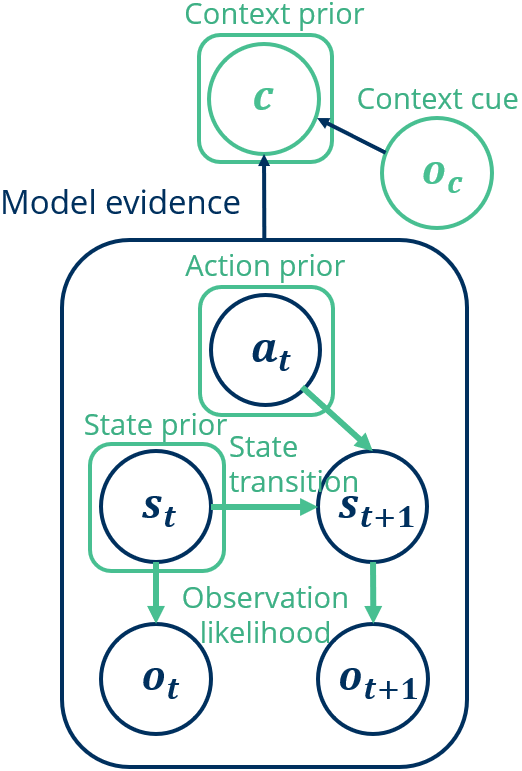 Context prior
c
Context cue
o_c
Model evidence
Action prior
a_t
State prior
State
transition
s_t
s_{t+1}
Observation
likelihood
o_t
o_{t+1}